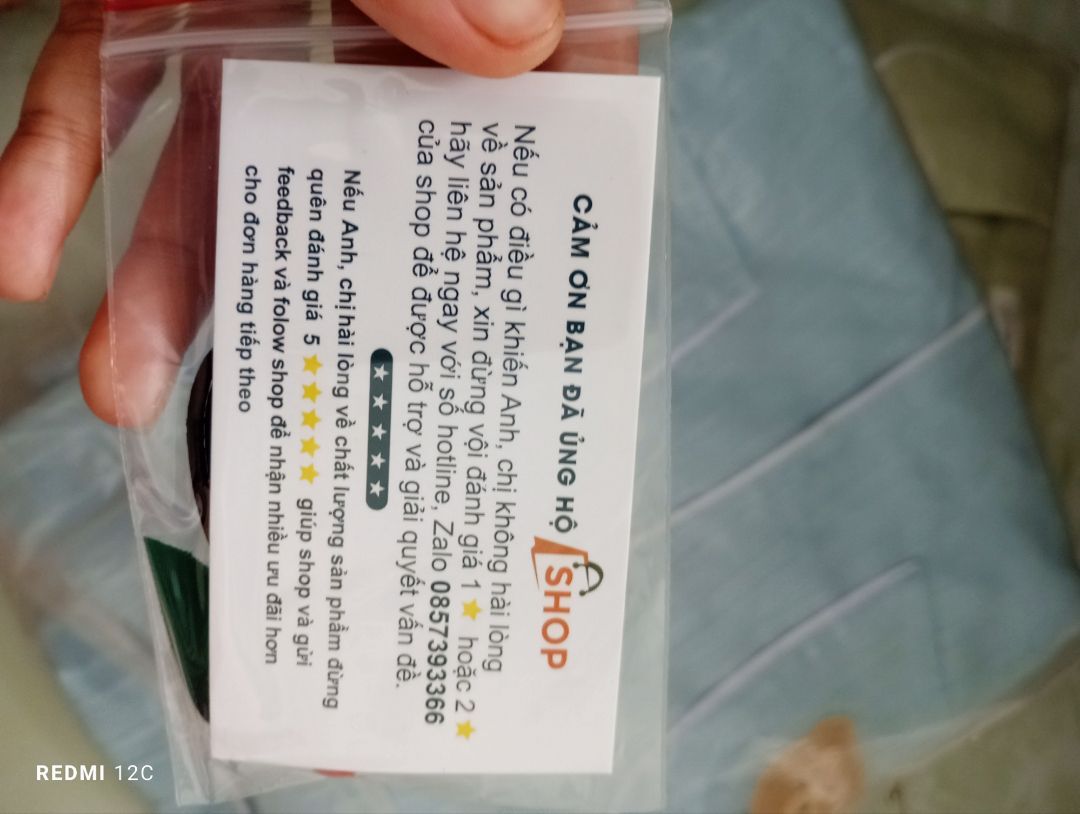 CẢM ƠN BẠN ĐÃ ỦNG HỘ SHOP
Nếu có điều gì khiến Anh, chị không hài lòng
về sản phẩm, xin đừng vội đánh giá 1 ⭐ hoặc 2 ⭐
hãy liên hệ ngay với số hotline, Zalo 0857393366
của shop để được hỗ trợ và giải quyết vấn đề.
★ ★ ★ ★ ★
Nếu Anh, chị hài lòng về chất lượng sản phẩm đừng
quên đánh giá 5 ⭐⭐⭐⭐⭐ giúp shop và gửi
feedback và folow shop để nhận nhiều ưu đãi hơn
cho đơn hàng tiếp theo
REDMI 12C